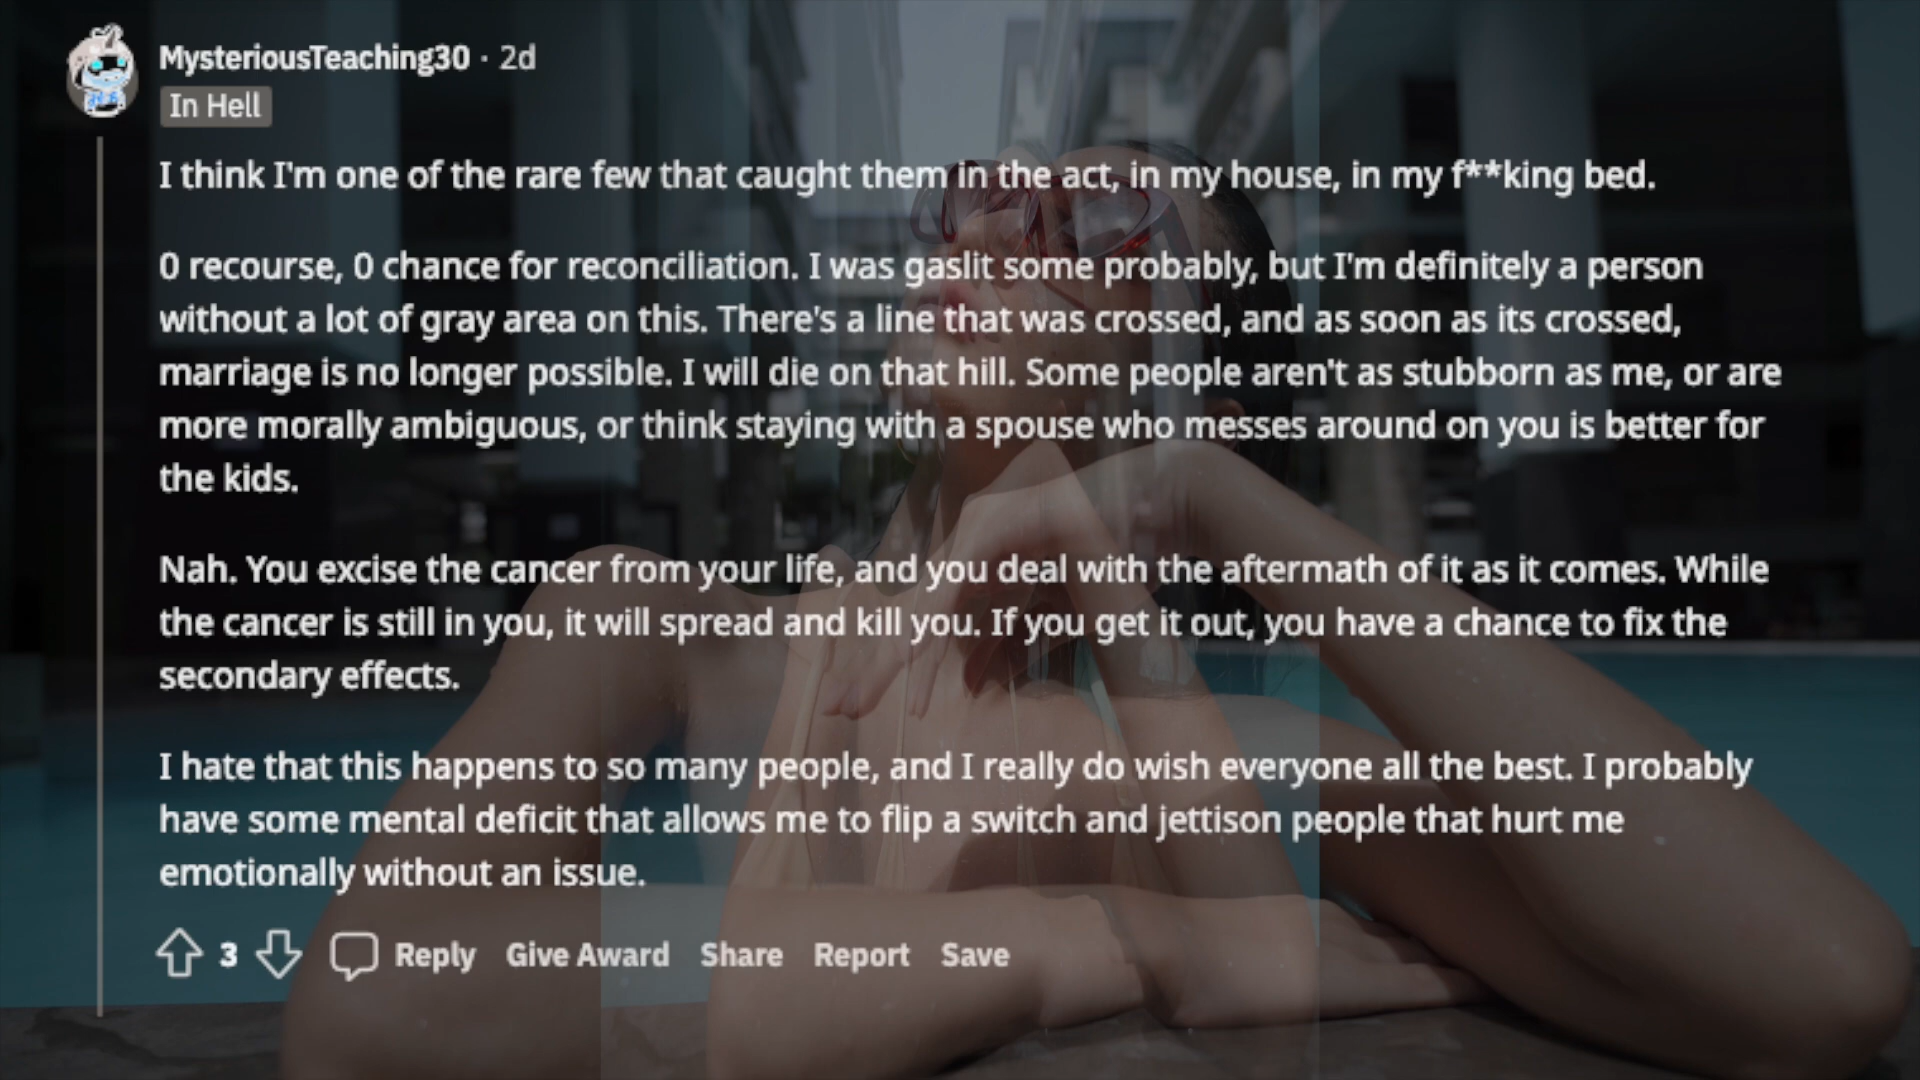 MysteriousTeaching30 · 2d
In Hell
I think I'm one of the rare few that caught them in the act, in my house, in my f**king bed.
0 recourse, 0 chance for reconciliation. I was gaslit some probably, but I'm definitely a person
without a lot of gray area on this. There's a line that was crossed, and as soon as its crossed,
marriage is no longer possible. I will die on that hill. Some people aren't as stubborn as me, or are
more morally ambiguous, or think staying with a spouse who messes around on you is better for
the kids.
Nah. You excise the cancer from your life, and you deal with the aftermath of it as it comes. While
the cancer is still in you, it will spread and kill you. If you get it out, you have a chance to fix the
secondary effects.
I hate that this happens to so many people, and I really do wish everyone all the best. I probably
have some mental deficit that allows me to flip a switch and jettison people that hurt me
emotionally without an issue.
3 Reply Give Award Share Report Save